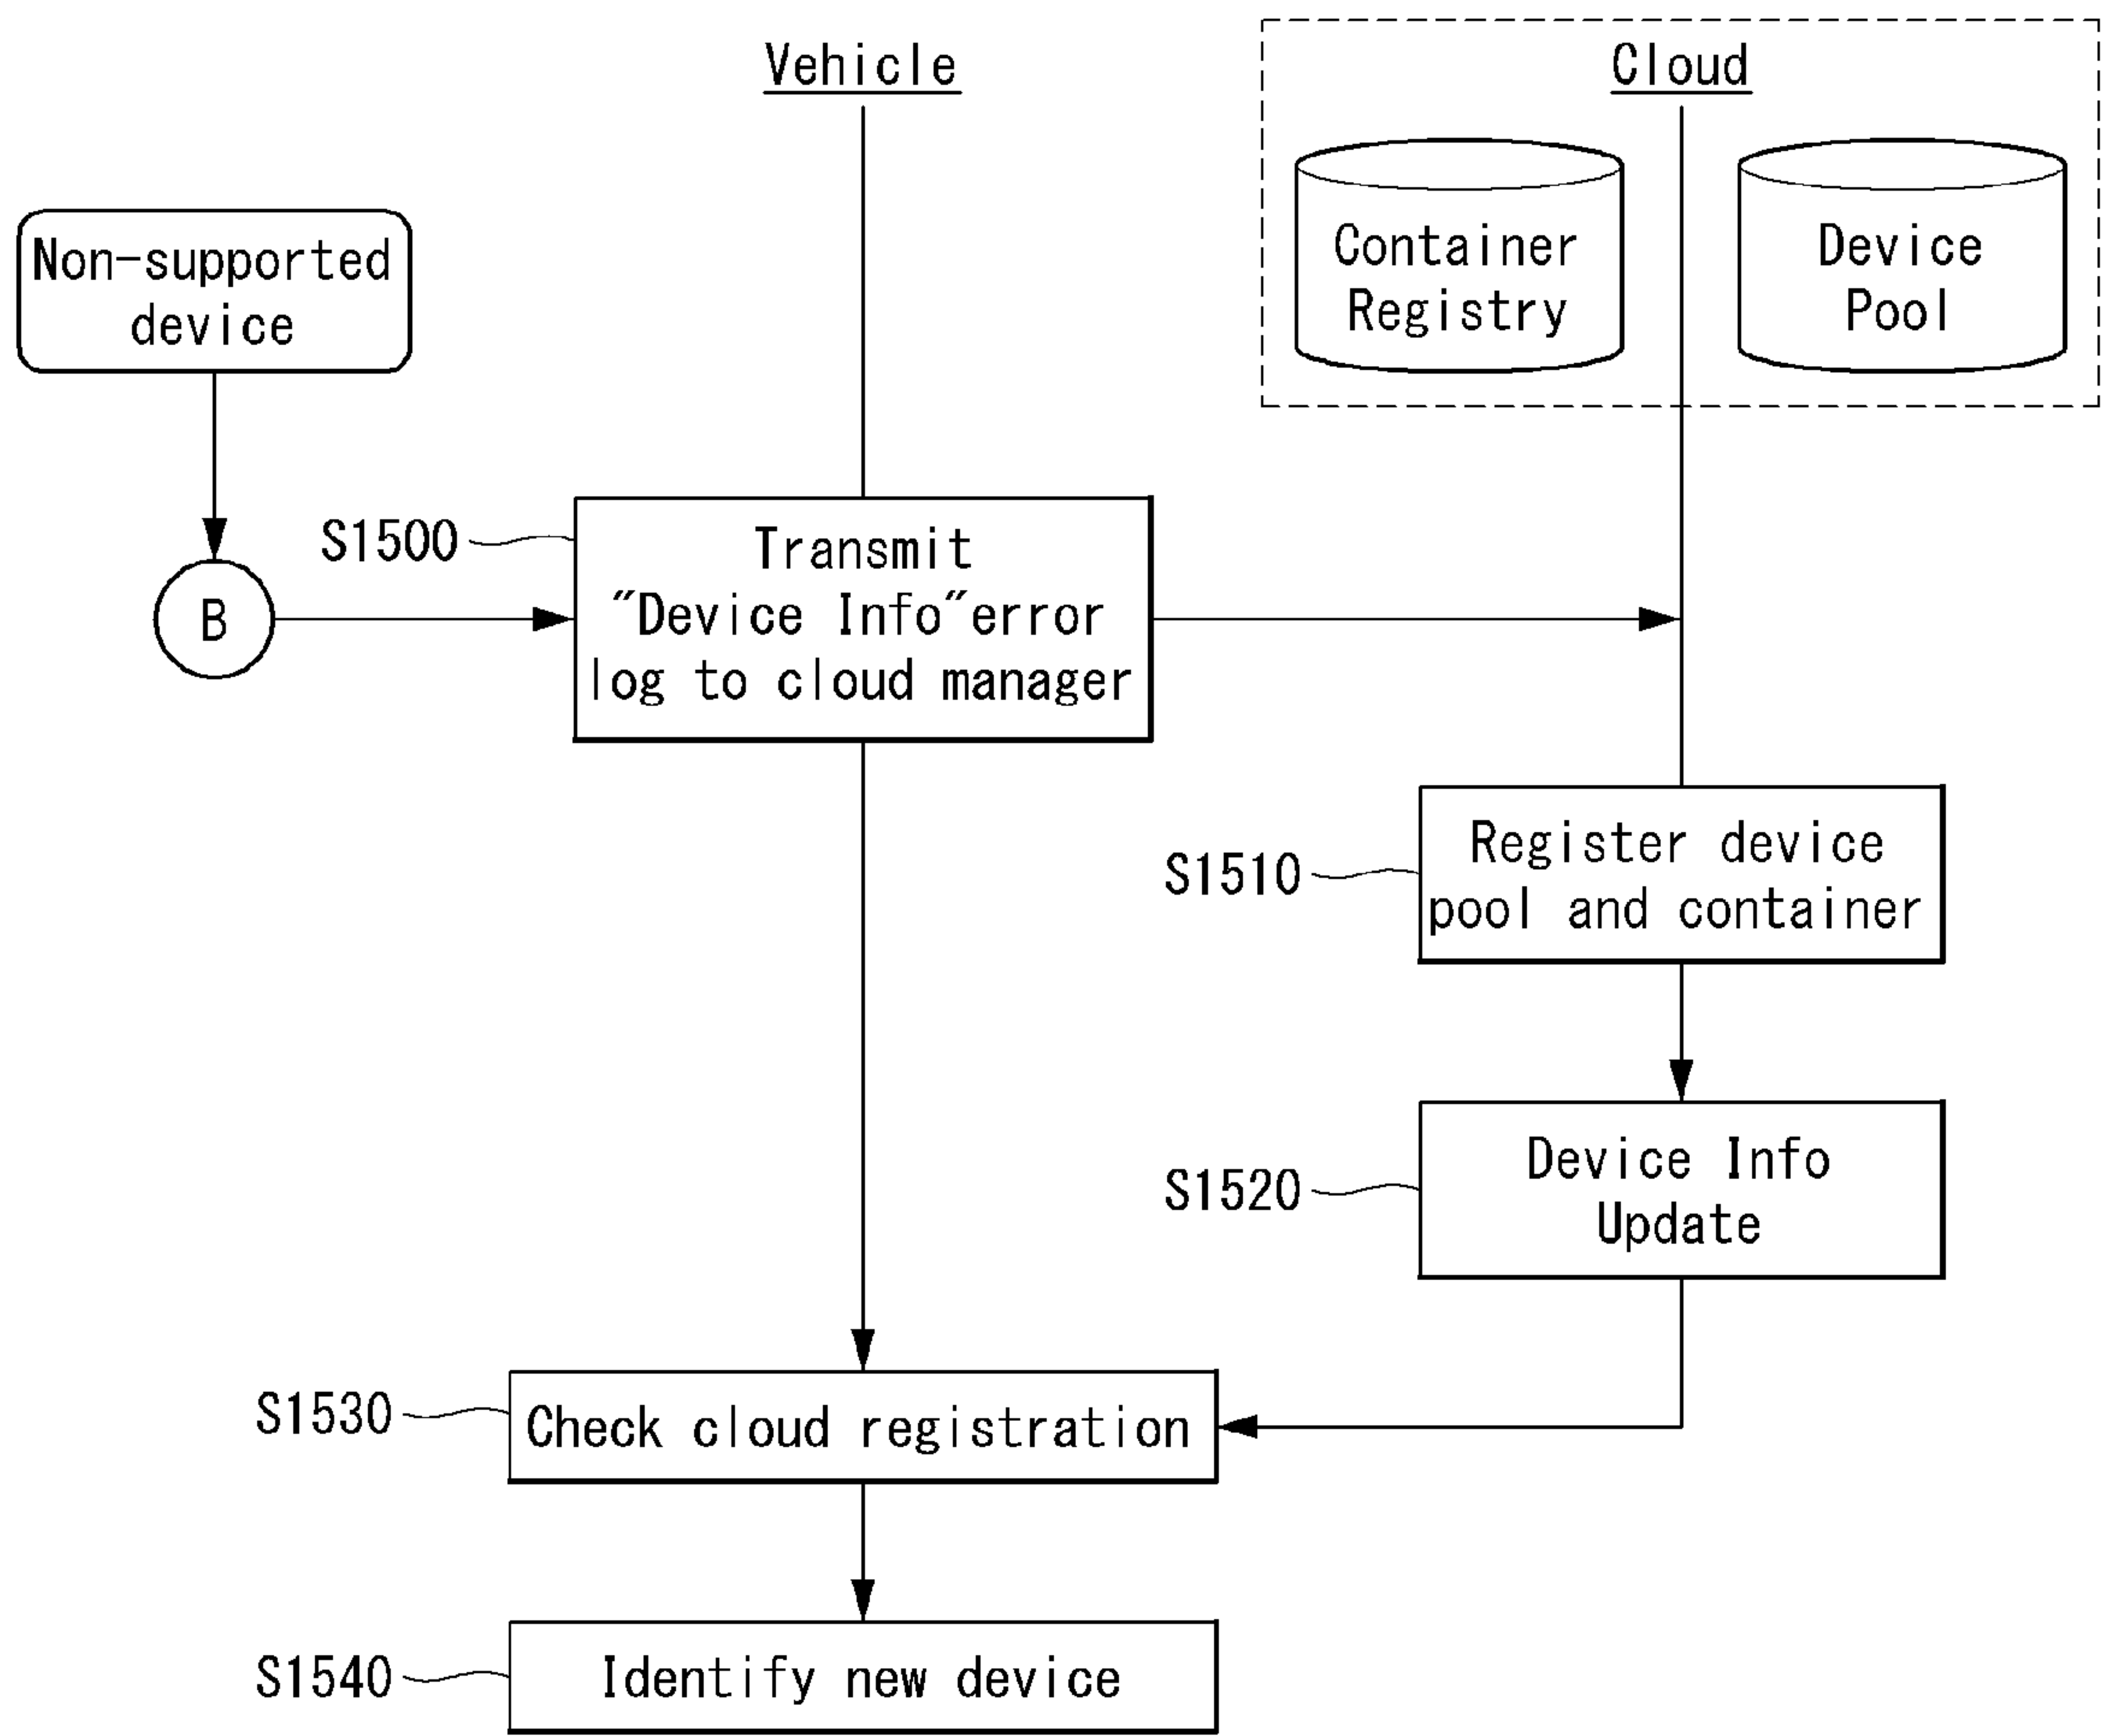 Vehicle
Cloud
Container
Registry
Device
Pool
Non-supported
device
B
S1500
Transmit
"Device Info"error
log to cloud manager
S1510
Register device
pool and container
S1520
Device Info
Update
S1530
Check cloud registration
S1540
Identify new device